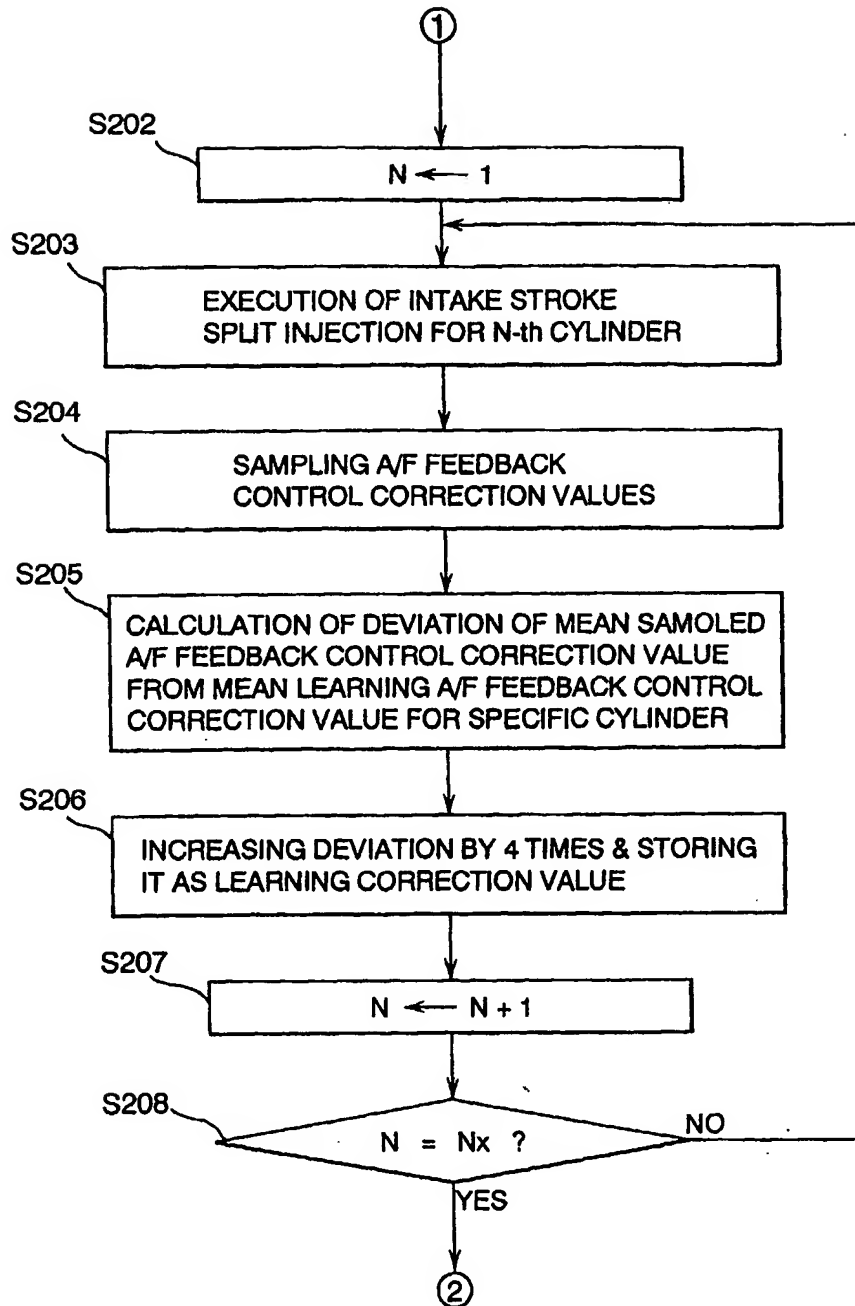 1
S202
N ← 1
S203
EXECUTION OF INTAKE STROKE
SPLIT INJECTION FOR N-th CYLINDER
S204
SAMPLING A/F FEEDBACK
CONTROL CORRECTION VALUES
S205
CALCULATION OF DEVIATION OF MEAN SAMOLED
A/F FEEDBACK CONTROL CORRECTION VALUE
FROM MEAN LEARNING A/F FEEDBACK CONTROL
CORRECTION VALUE FOR SPECIFIC CYLINDER
S206
INCREASING DEVIATION BY 4 TIMES & STORING
IT AS LEARNING CORRECTION VALUE
S207
N ← N + 1
S208
N = Nx ?
NO
YES
2